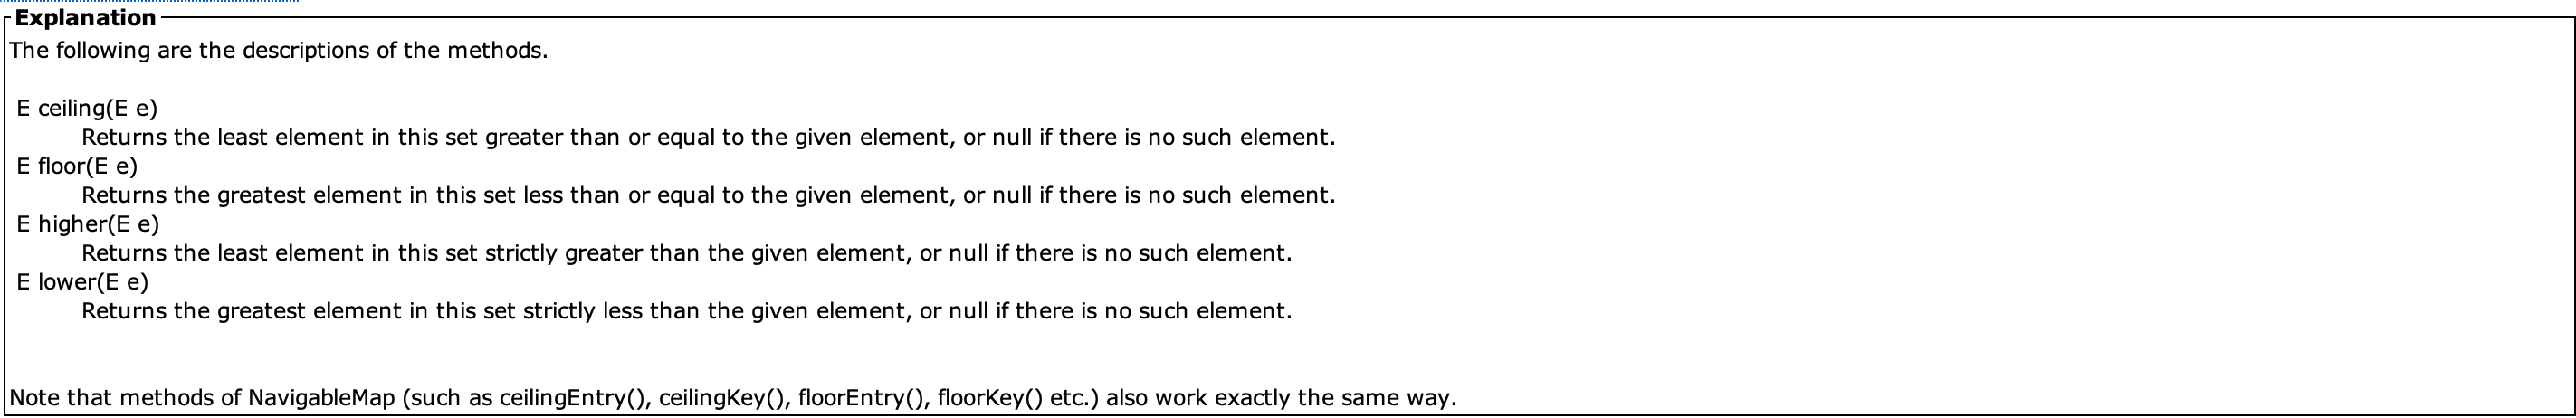 Explanation
The following are the descriptions of the methods.
E ceiling(E e)
Returns the least element in this set greater than or equal to the given element, or null if there is no such element.
E floor(E e)
Returns the greatest element in this set less than or equal to the given element, or null if there is no such element.
E higher(E e)
Returns the least element in this set strictly greater than the given element, or null if there is no such element.
E lower(E e)
Returns the greatest element in this set strictly less than the given element, or null if there is no such element.
Note that methods of NavigableMap (such as ceilingEntry(), ceilingKey(), floorEntry(), floorKey() etc.) also work exactly the same way.